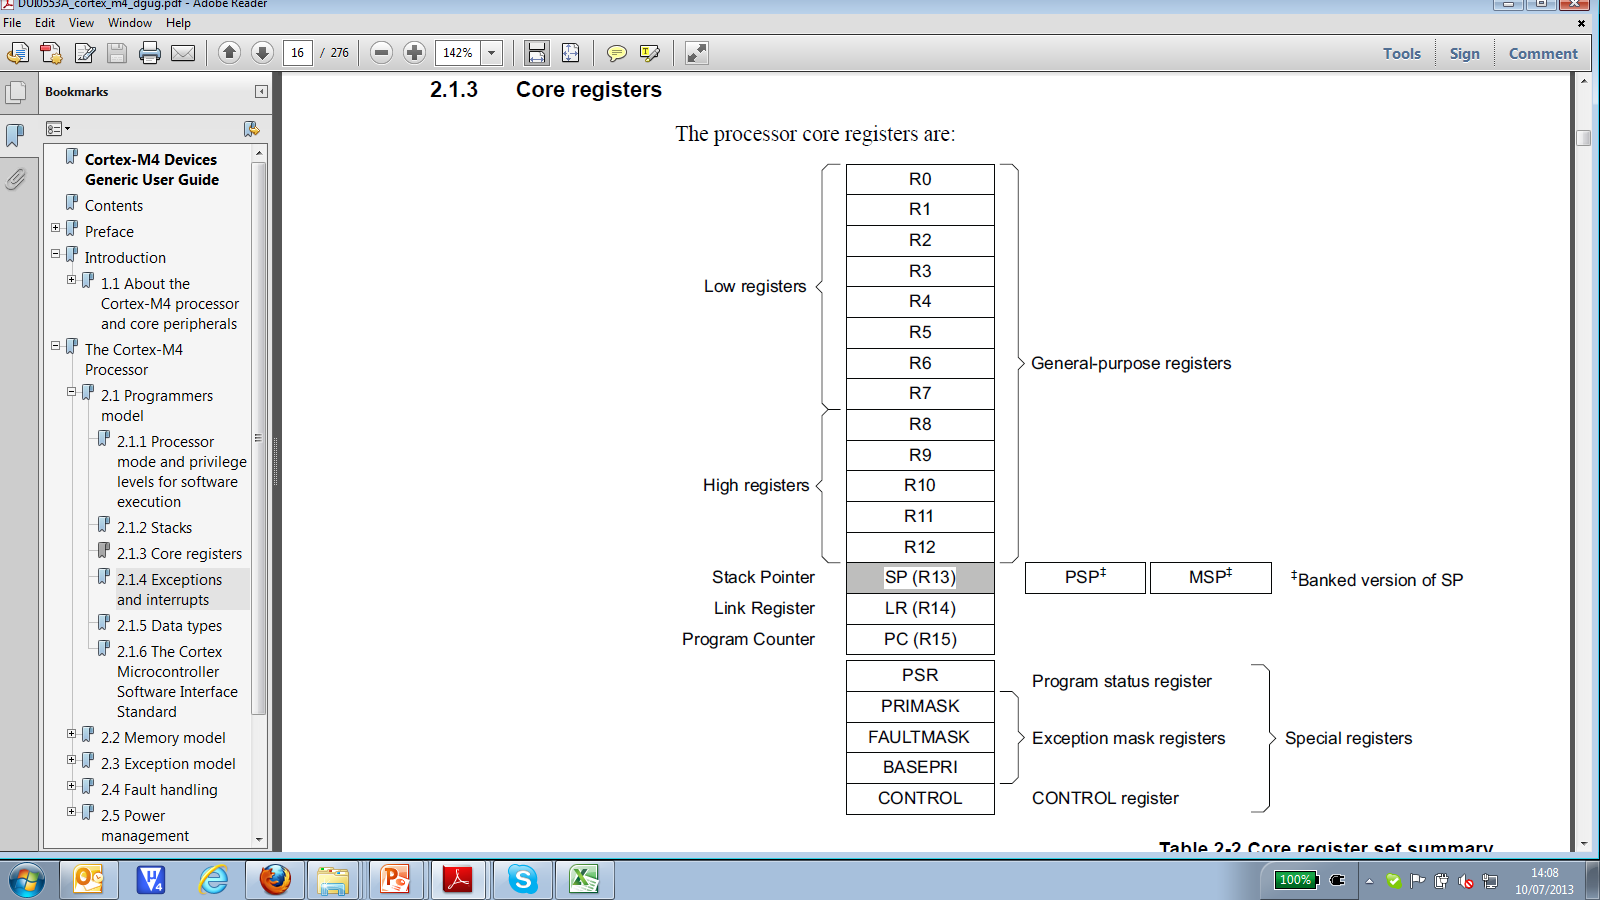 DUI0553A_cortex_m4_dgug.pdf - Adobe Reader
File Edit View Window Help
16 / 276
142%
Tools Sign Comment
Bookmarks
Cortex-M4 Devices
Generic User Guide
Contents
Preface
Introduction
1.1 About the
Cortex-M4 processor
and core peripherals
The Cortex-M4
Processor
2.1 Programmers
model
2.1.1 Processor
mode and privilege
levels for software
execution
2.1.2 Stacks
2.1.3 Core registers
2.1.4 Exceptions
and interrupts
2.1.5 Data types
2.1.6 The Cortex
Microcontroller
Software Interface
Standard
2.2 Memory model
2.3 Exception model
2.4 Fault handling
2.5 Power
management
2.1.3 Core registers
The processor core registers are:
R0
R1
R2
R3
Low registers
R4
R5
R6
General-purpose registers
R7
R8
R9
High registers
R10
R11
R12
Stack Pointer SP (R13) PSP‡ MSP‡ ‡Banked version of SP
Link Register LR (R14)
Program Counter PC (R15)
PSR Program status register
PRIMASK
FAULTMASK Exception mask registers Special registers
BASEPRI
CONTROL CONTROL register
Table 2-2 Core register set summary
100%
14:08
10/07/2013